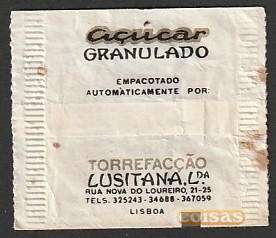 açúcar
GRANULADO
EMPACOTADO
AUTOMATICAMENTE POR:
TORREFACÇÃO
LUSITANA, L.DA
RUA NOVA DO LOUREIRO, 21-25
TELS. 325243-34688-367059
LISBOA
coisas